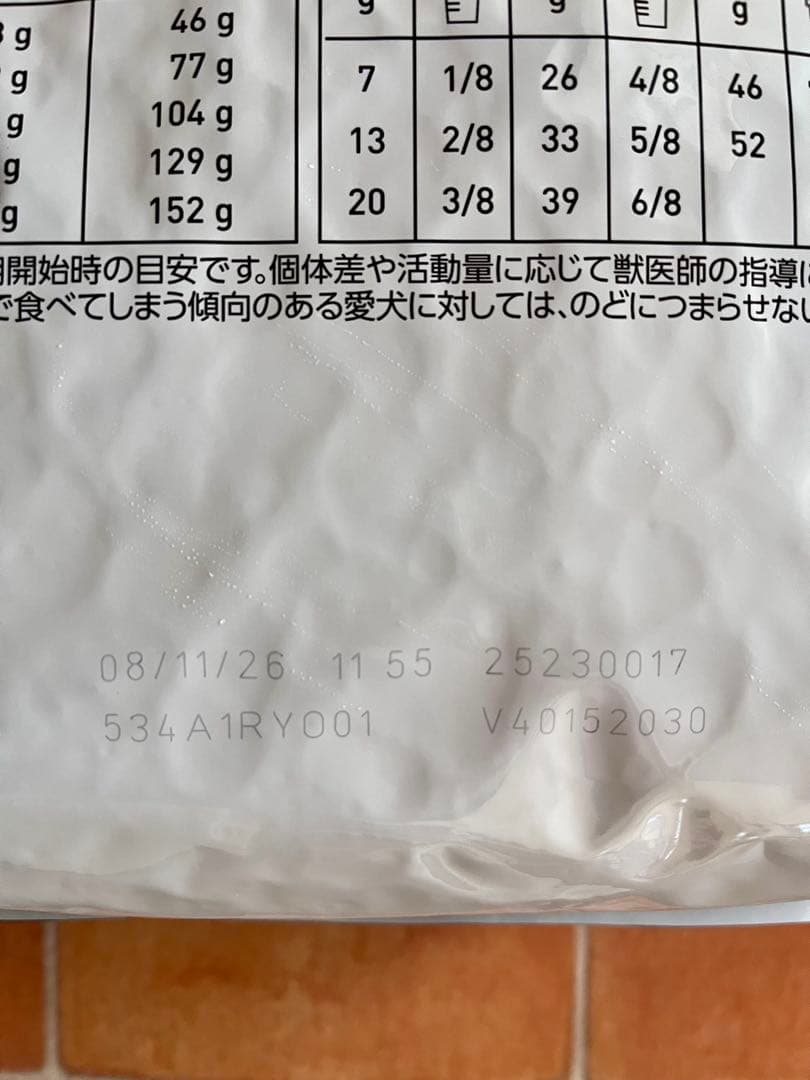 g 46 g
g 77 g
g 104 g
g 129 g
g 152 g
g g g
7 1/8 26 4/8 46
13 2/8 33 5/8 52
20 3/8 39 6/8
開始時の目安です。個体差や活動量に応じて獣医師の指導に
で食べてしまう傾向のある愛犬に対しては、のどにつまらせない
08/11/26 11 55 25230017
534A1RYO01 V40152030